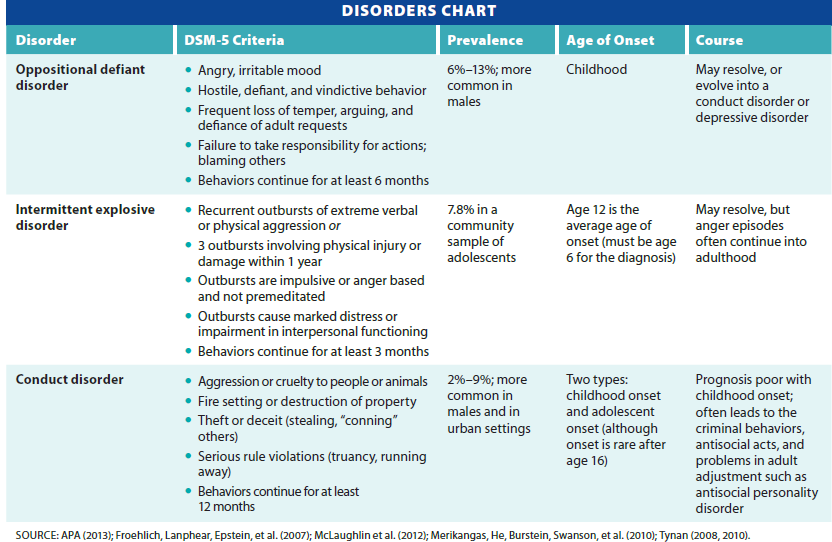 DISORDERS CHART
Disorder
DSM-5 Criteria
Prevalence
Age of Onset
Course
Oppositional defiant
disorder
• Angry, irritable mood
• Hostile, defiant, and vindictive behavior
• Frequent loss of temper, arguing, and
defiance of adult requests
• Failure to take responsibility for actions;
blaming others
• Behaviors continue for at least 6 months
6%–13%; more
common in
males
Childhood
May resolve, or
evolve into a
conduct disorder or
depressive disorder
Intermittent explosive
disorder
• Recurrent outbursts of extreme verbal
or physical aggression or
• 3 outbursts involving physical injury or
damage within 1 year
• Outbursts are impulsive or anger based
and not premeditated
• Outbursts cause marked distress or
impairment in interpersonal functioning
• Behaviors continue for at least 3 months
7.8% in a
community
sample of
adolescents
Age 12 is the
average age of
onset (must be age
6 for the diagnosis)
May resolve, but
anger episodes
often continue into
adulthood
Conduct disorder
• Aggression or cruelty to people or animals
• Fire setting or destruction of property
• Theft or deceit (stealing, “conning”
others)
• Serious rule violations (truancy, running
away)
• Behaviors continue for at least
12 months
2%–9%; more
common in
males and in
urban settings
Two types:
childhood onset
and adolescent
onset (although
onset is rare after
age 16)
Prognosis poor with
childhood onset;
often leads to the
criminal behaviors,
antisocial acts, and
problems in adult
adjustment such as
antisocial personality
disorder
SOURCE: APA (2013); Froehlich, Lanphear, Epstein, et al. (2007); McLaughlin et al. (2012); Merikangas, He, Burstein, Swanson, et al. (2010); Tynan (2008, 2010).